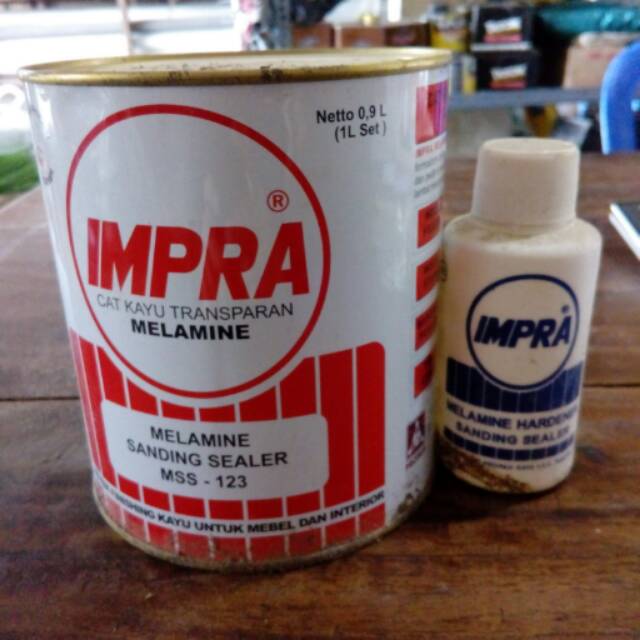 Netto 0,9 L
(1L Set )
IMPRA®
CAT KAYU TRANSPARAN
MELAMINE
MELAMINE
SANDING SEALER
MSS - 123
FINISHING KAYU UNTUK MEBEL DAN INTERIOR
IMPRA®
MELAMINE HARDENER
SANDING SEALER